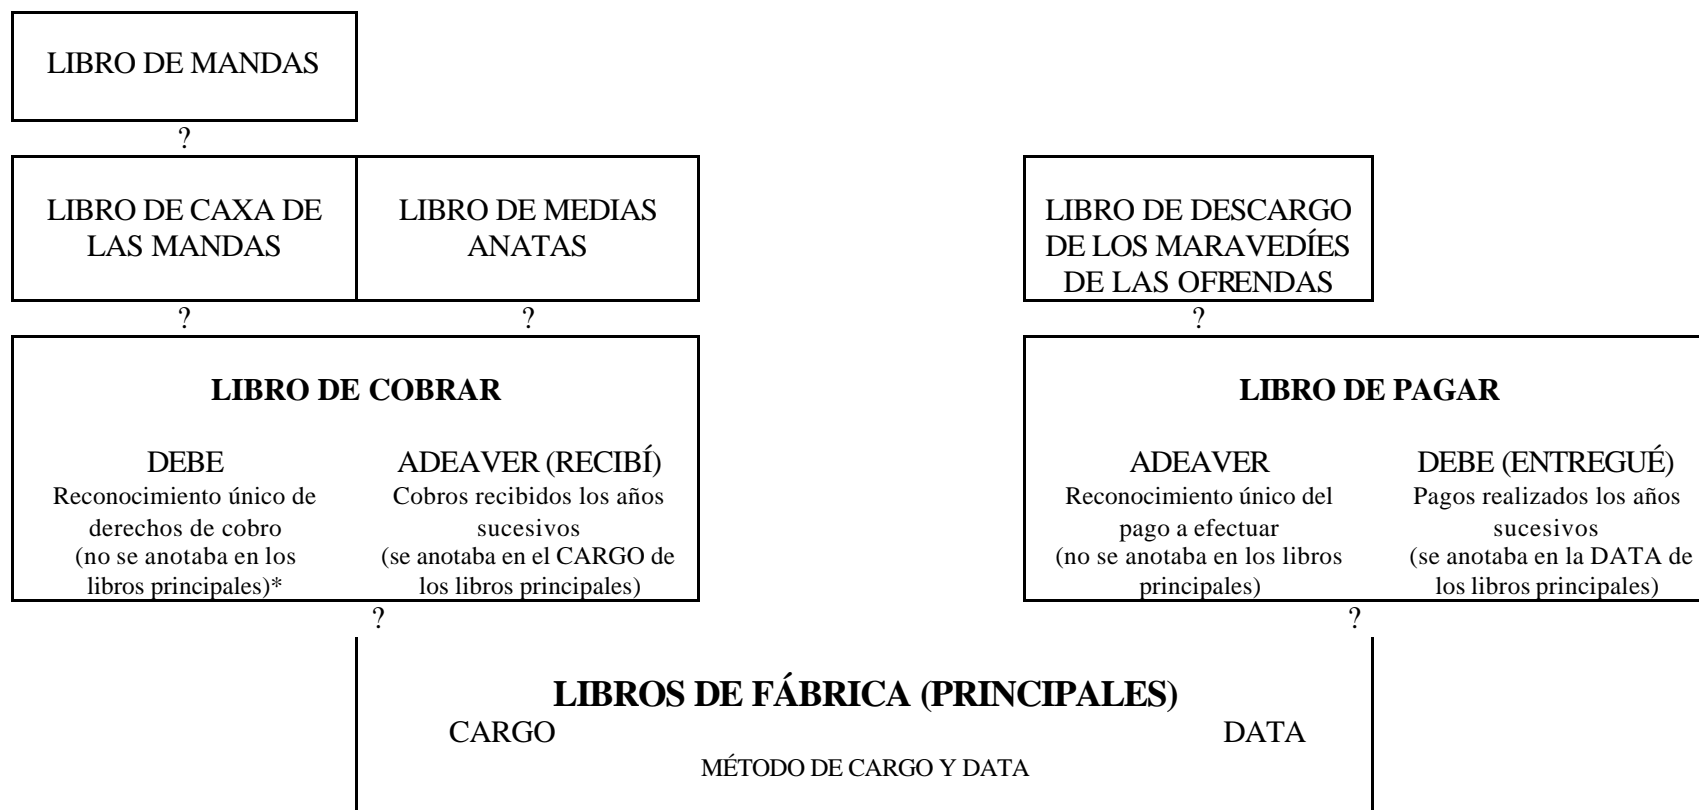 LIBRO DE MANDAS
?
LIBRO DE CAXA DE
LAS MANDAS
LIBRO DE MEDIAS
ANATAS
LIBRO DE DESCARGO
DE LOS MARAVEDÍES
DE LAS OFRENDAS
?
?
?
LIBRO DE COBRAR
DEBE
Reconocimiento único de
derechos de cobro
(no se anotaba en los
libros principales)*
ADEAVER (RECIBÍ)
Cobros recibidos los años
sucesivos
(se anotaba en el CARGO de
los libros principales)
LIBRO DE PAGAR
ADEAVER
Reconocimiento único del
pago a efectuar
(no se anotaba en los libros
principales)
DEBE (ENTREGUÉ)
Pagos realizados los años
sucesivos
(se anotaba en la DATA de
los libros principales)
?
?
LIBROS DE FÁBRICA (PRINCIPALES)
CARGO
DATA
MÉTODO DE CARGO Y DATA